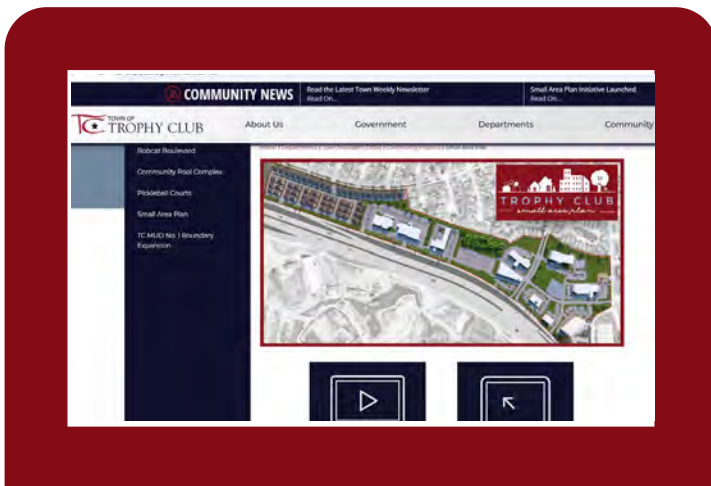 COMMUNITY NEWS
Read the Latest Town Weekly Newsletter
Read On...
Small Area Plan Initiative Launched
Read On...
TC
TOWN OF
TROPHY CLUB
About Us
Government
Departments
Community
Bobcat Boulevard
Community Pool Complex
Pickleball Courts
Small Area Plan
TC MUD No. 1 Boundary
Expansion
TROPHY CLUB
small area plan